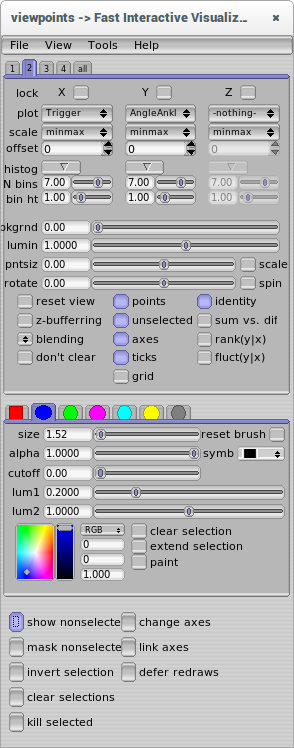 viewpoints -> Fast Interactive Visualiz...
File View Tools Help
1 2 3 4 all
lock X Y Z
plot Trigger AngleAnkl -nothing-
scale minmax minmax minmax
offset 0 0 0
histog
N bins 7.00 7.00 7.00
bin ht 1.00 1.00 1.00
okgrnd 0.00
lumin 1.0000
pntsiz 0.00 scale
rotate 0.00 spin
reset view points identity
z-bufferring unselected sum vs. dif
blending axes rank(y|x)
don't clear ticks fluct(y|x)
grid
size 1.52 reset brush
alpha 1.0000 symb
cutoff 0.00
lum1 0.2000
lum2 1.0000
RGB clear selection
0 extend selection
0 paint
1.000
show nonselecte change axes
mask nonselecte link axes
invert selection defer redraws
clear selections
kill selected